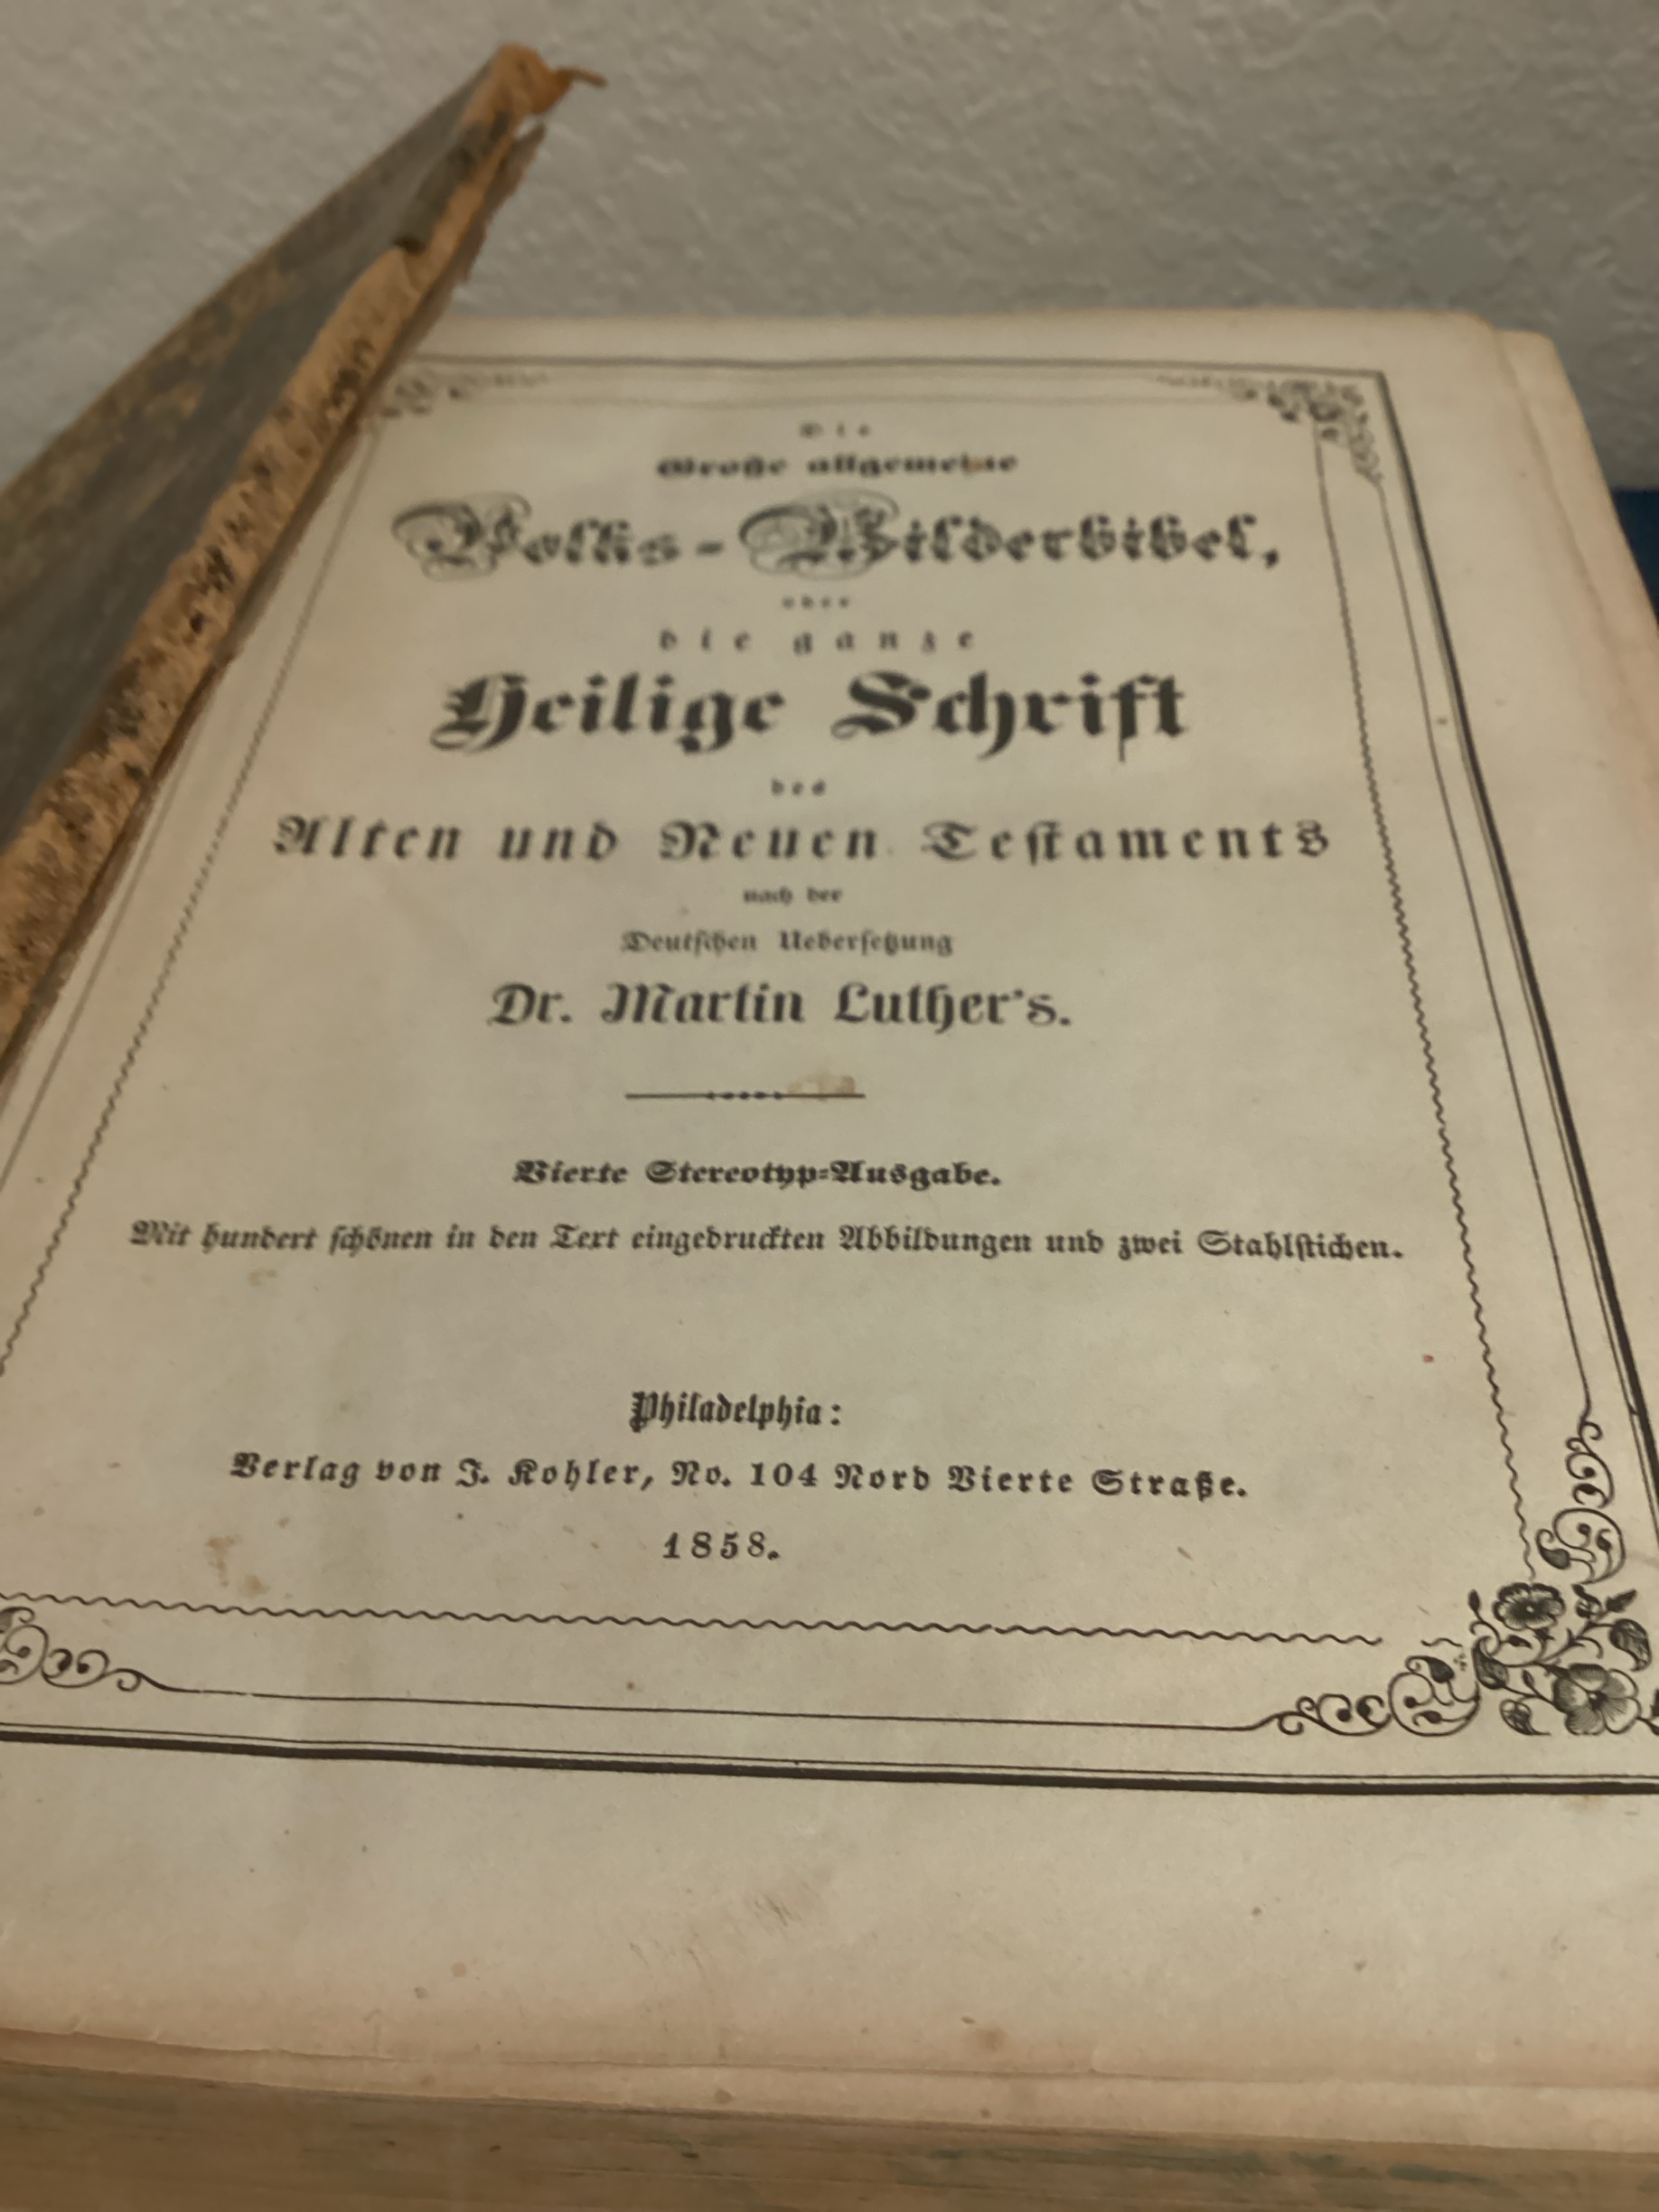 Die
Große allgemeine
Volks-Bilderbibel,
oder
die ganze
Heilige Schrift
des
Alten und Neuen Testaments
nach der
Deutschen Uebersetzung
Dr. Martin Luther's.
Vierte Stereotyp-Ausgabe.
Mit hundert schönen in den Text eingedruckten Abbildungen und zwei Stahlstichen.
Philadelphia:
Verlag von J. Kohler, No. 104 Nord Vierte Straße.
1858.